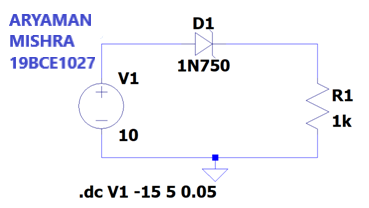 ARYAMAN
MISHRA
19BCE1027
D1
1N750
V1
10
R1
1k
.dc V1 -15 5 0.05